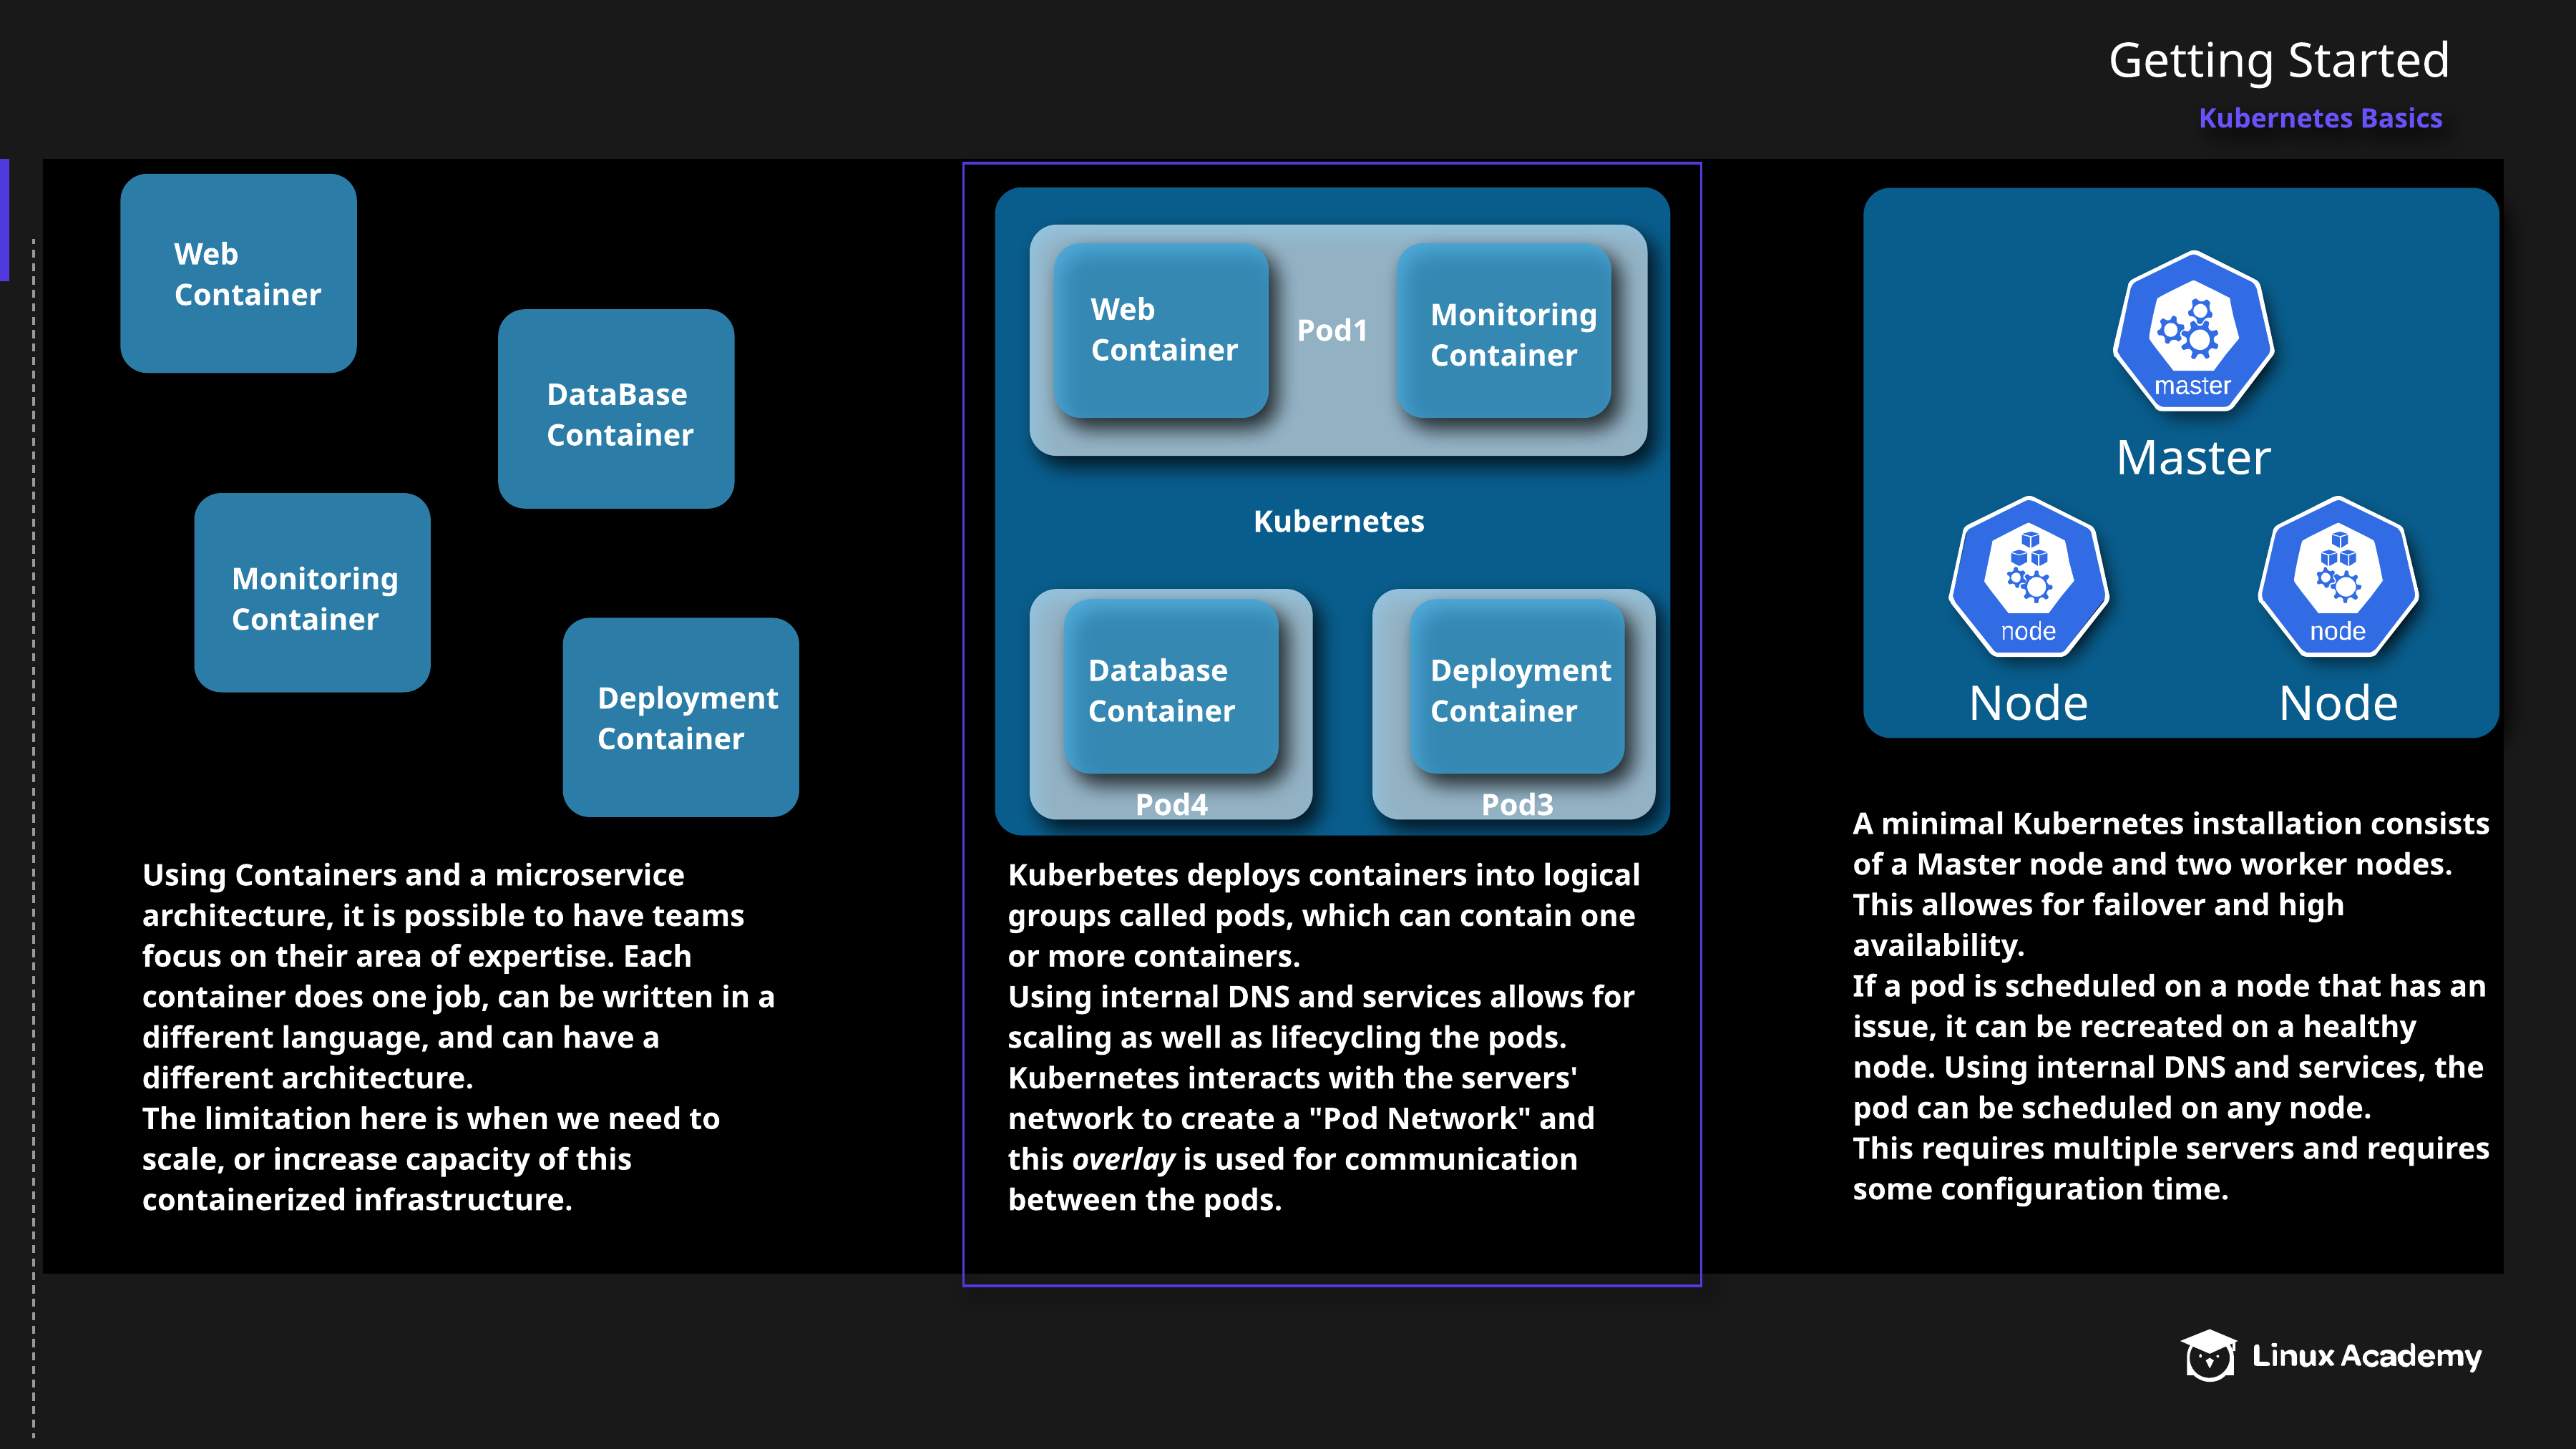 Getting Started
Kubernetes Basics
Web
Container
DataBase
Container
Monitoring
Container
Deployment
Container
Using Containers and a microservice
architecture, it is possible to have teams
focus on their area of expertise. Each
container does one job, can be written in a
different language, and can have a
different architecture.
The limitation here is when we need to
scale, or increase capacity of this
containerized infrastructure.
Web
Container
Pod1
Monitoring
Container
Kubernetes
Database
Container
Pod4
Deployment
Container
Pod3
Kuberbetes deploys containers into logical
groups called pods, which can contain one
or more containers.
Using internal DNS and services allows for
scaling as well as lifecycling the pods.
Kubernetes interacts with the servers'
network to create a "Pod Network" and
this overlay is used for communication
between the pods.
master
Master
node
Node
node
Node
A minimal Kubernetes installation consists
of a Master node and two worker nodes.
This allowes for failover and high
availability.
If a pod is scheduled on a node that has an
issue, it can be recreated on a healthy
node. Using internal DNS and services, the
pod can be scheduled on any node.
This requires multiple servers and requires
some configuration time.
Linux Academy